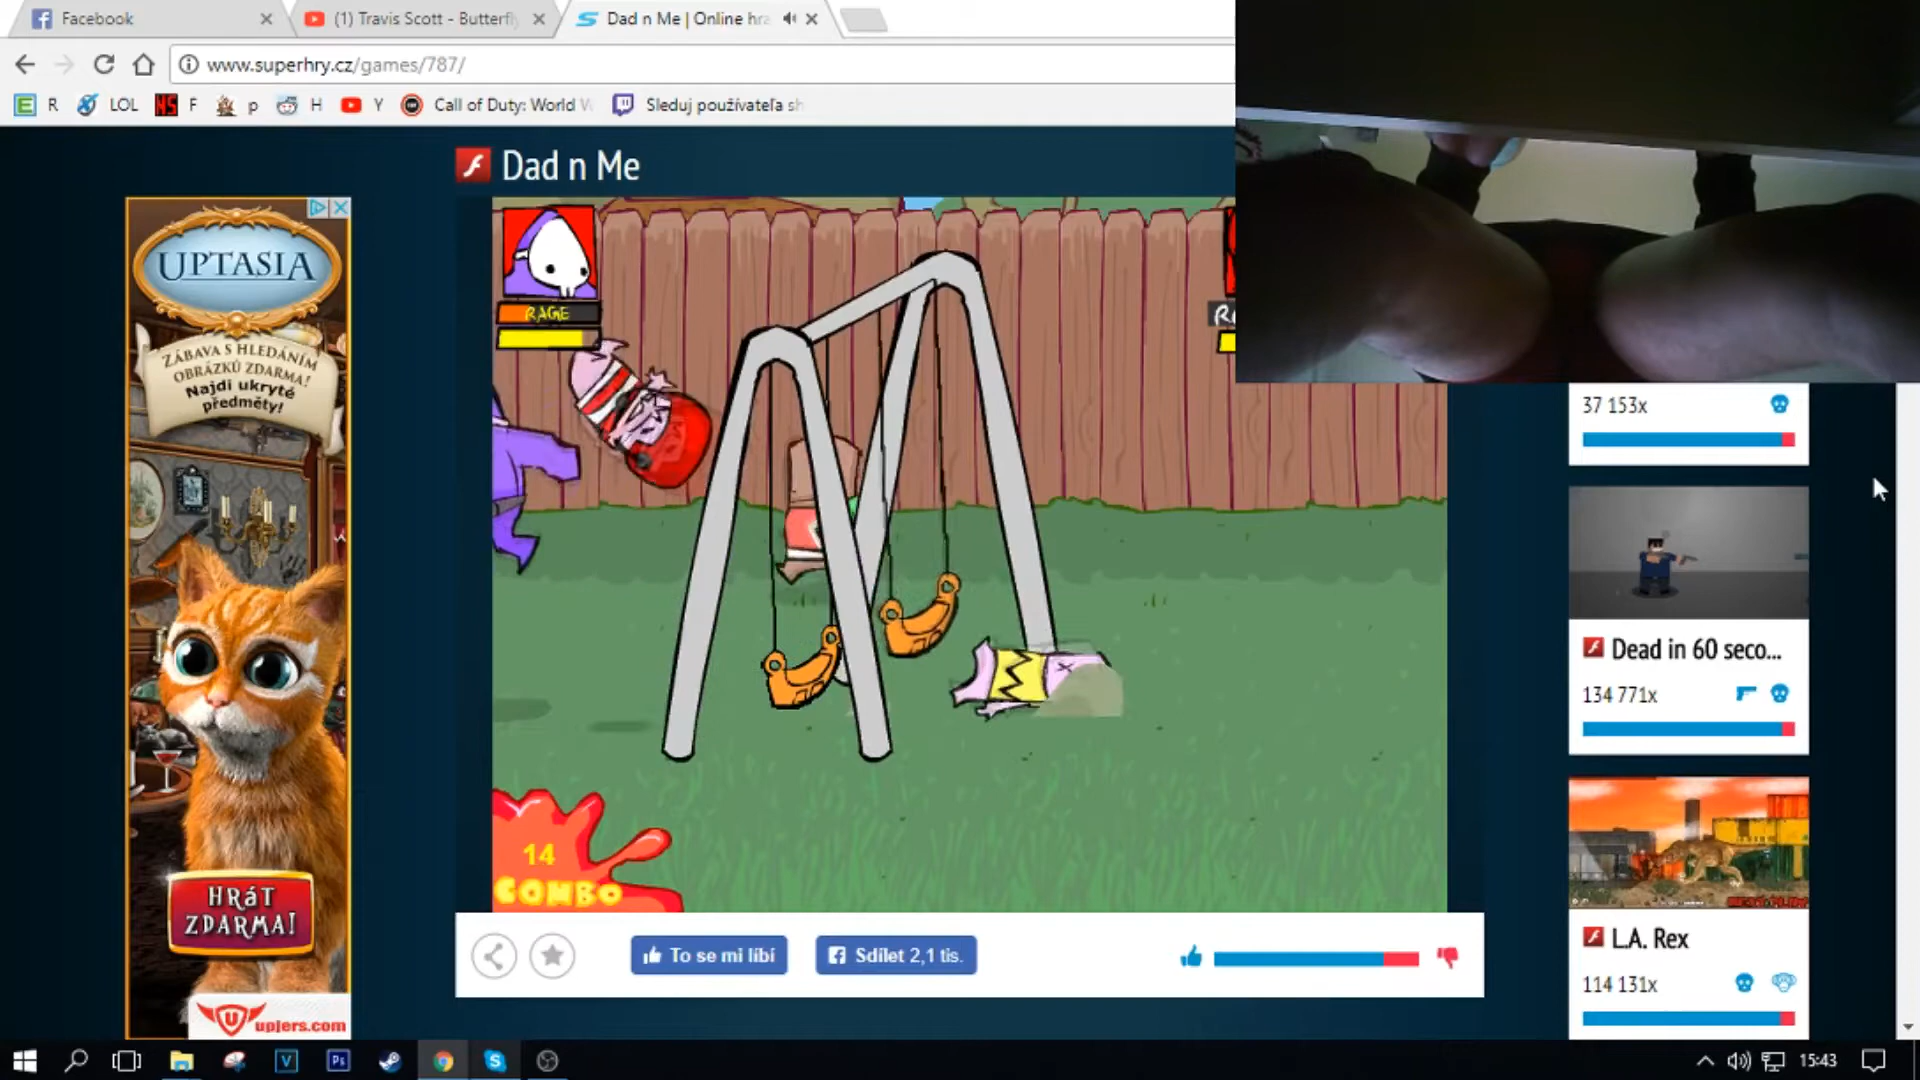 Facebook
(1) Travis Scott - Butterfl
Dad n Me | Online hra
www.superhry.cz/games/787/
R
LOL
F
p
H
Y
Call of Duty: World W
Sleduj používateľa sh
Dad n Me
UPTASIA
ZÁBAVA S HLEDÁNÍM
OBRÁZKŮ ZDARMA!
Najdi ukryté
předměty!
HRÁT
ZDARMA!
upjers.com
RAGE
14
COMBO
To se mi líbí
Sdílet 2,1 tis.
37 153x
Dead in 60 seco...
134 771x
L.A. Rex
114 131x
15:43